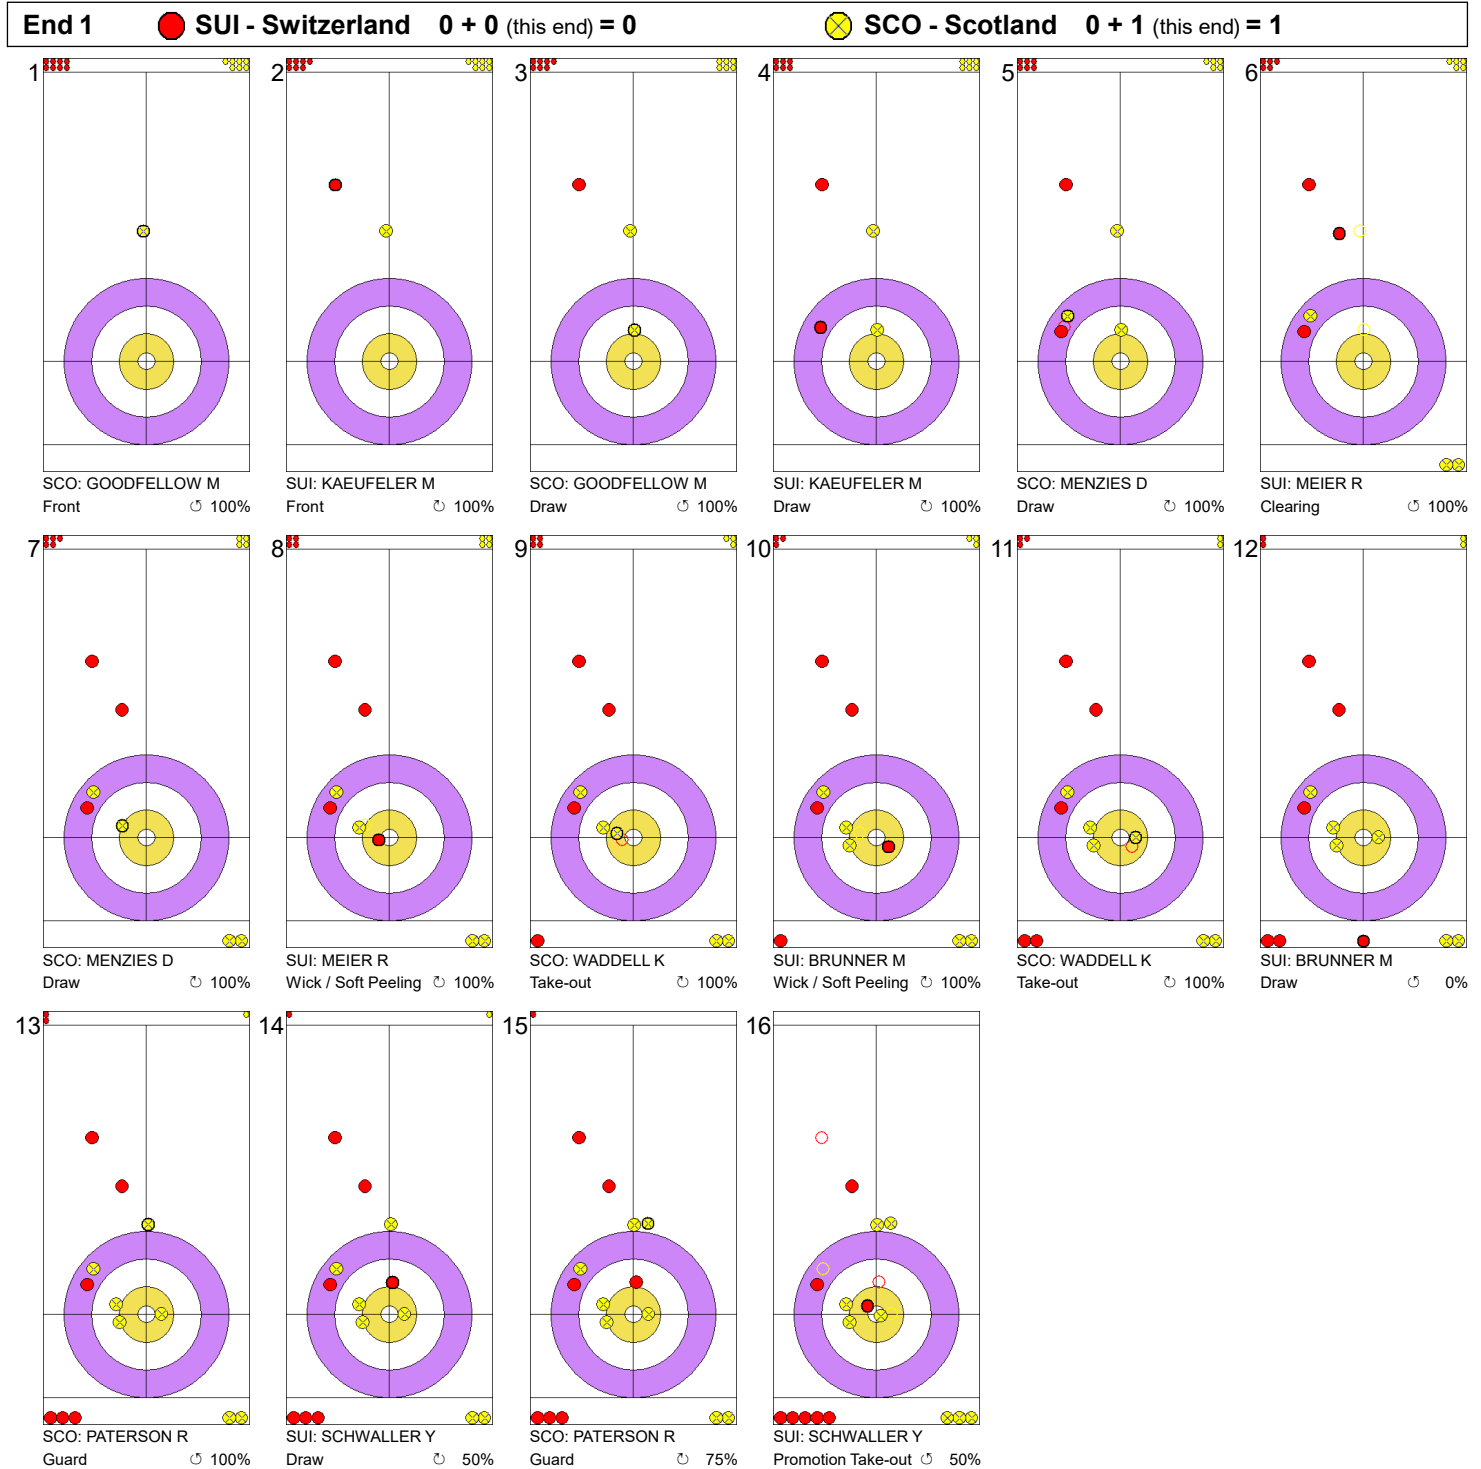 End 1 SUI - Switzerland 0 + 0 (this end) = 0 SCO - Scotland 0 + 1 (this end) = 1
1 2 3 4 5 6
SCO: GOODFELLOW M SUI: KAEUFELER M SCO: GOODFELLOW M SUI: KAEUFELER M SCO: MENZIES D SUI: MEIER R
Front ↺ 100% Front ↻ 100% Draw ↻ 100% Draw ↺ 100% Draw ↻ 100% Clearing ↺ 100%
7 8 9 10 11 12
SCO: MENZIES D SUI: MEIER R SCO: WADDELL K SUI: BRUNNER M SCO: WADDELL K SUI: BRUNNER M
Draw ↻ 100% Wick / Soft Peeling ↻ 100% Take-out ↻ 100% Wick / Soft Peeling ↻ 100% Take-out ↻ 100% Draw ↺ 0%
13 14 15 16
SCO: PATERSON R SUI: SCHWALLER Y SCO: PATERSON R SUI: SCHWALLER Y
Guard ↺ 100% Draw ↻ 50% Guard ↻ 75% Promotion Take-out ↺ 50%